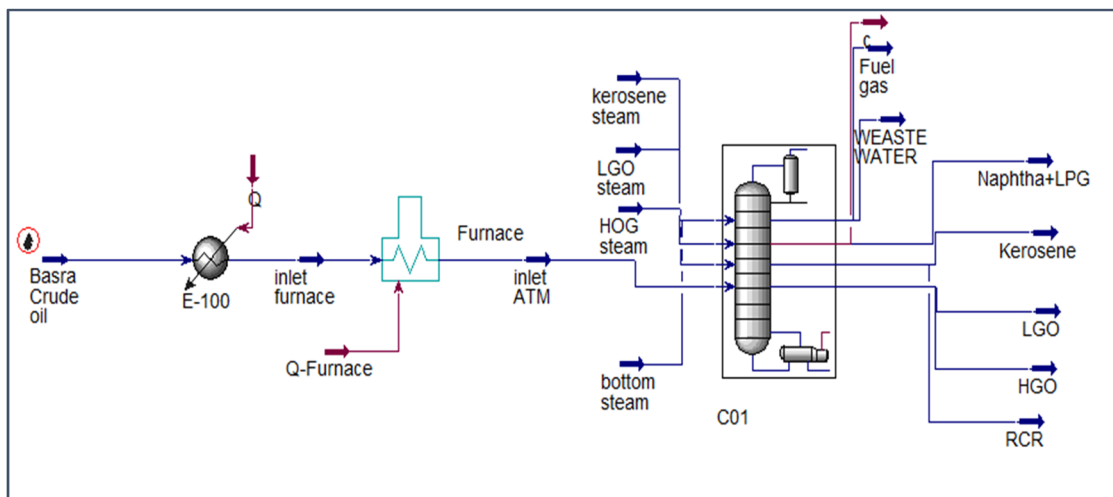 c
Fuel
gas
kerosene
steam
WEASTE
WATER
LGO
steam
Naphtha+LPG
Q
HOG
steam
Furnace
Kerosene
Basra
Crude
oil
E-100
inlet
furnace
inlet
ATM
LGO
Q-Furnace
bottom
steam
HGO
C01
RCR